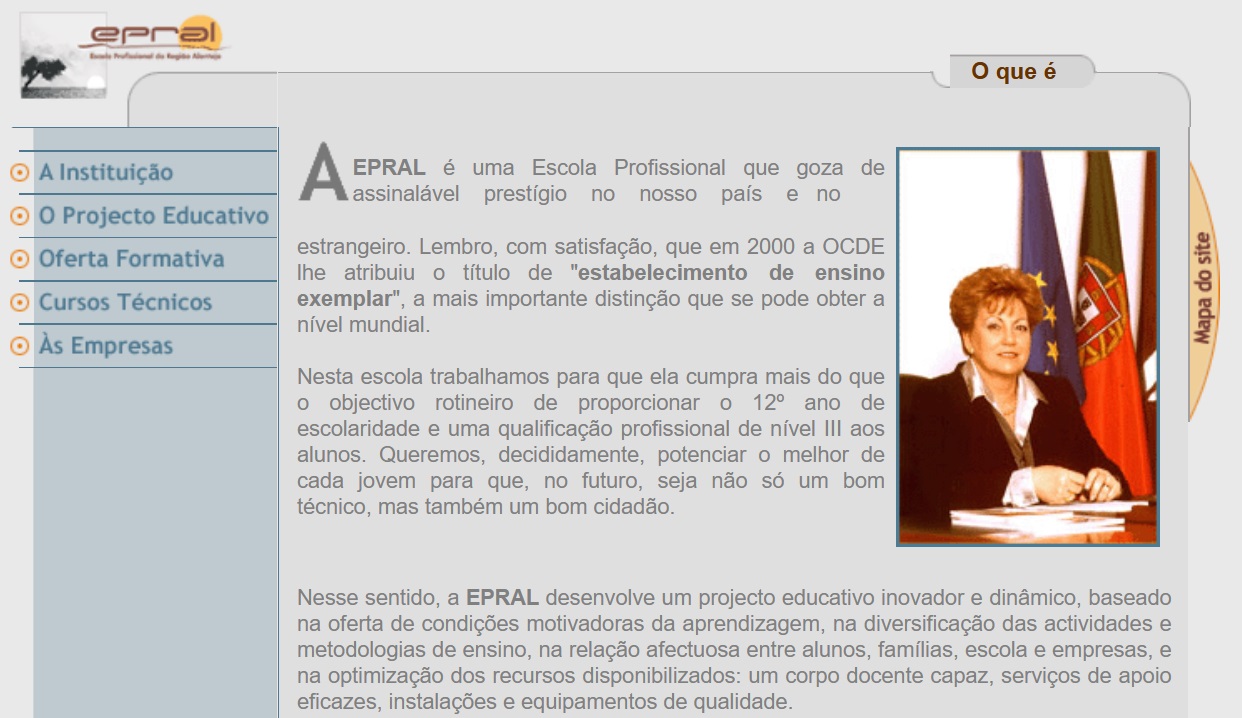 epral
Escola Profissional da Região Alentejo
O que é
A Instituição
O Projecto Educativo
Oferta Formativa
Cursos Técnicos
Às Empresas
A EPRAL é uma Escola Profissional que goza de
assinalável prestígio no nosso país e no
estrangeiro. Lembro, com satisfação, que em 2000 a OCDE
lhe atribuiu o título de "estabelecimento de ensino
exemplar", a mais importante distinção que se pode obter a
nível mundial.
Nesta escola trabalhamos para que ela cumpra mais do que
o objectivo rotineiro de proporcionar o 12º ano de
escolaridade e uma qualificação profissional de nível III aos
alunos. Queremos, decididamente, potenciar o melhor de
cada jovem para que, no futuro, seja não só um bom
técnico, mas também um bom cidadão.
Mapa do site
Nesse sentido, a EPRAL desenvolve um projecto educativo inovador e dinâmico, baseado
na oferta de condições motivadoras da aprendizagem, na diversificação das actividades e
metodologias de ensino, na relação afectuosa entre alunos, famílias, escola e empresas, e
na optimização dos recursos disponibilizados: um corpo docente capaz, serviços de apoio
eficazes, instalações e equipamentos de qualidade.